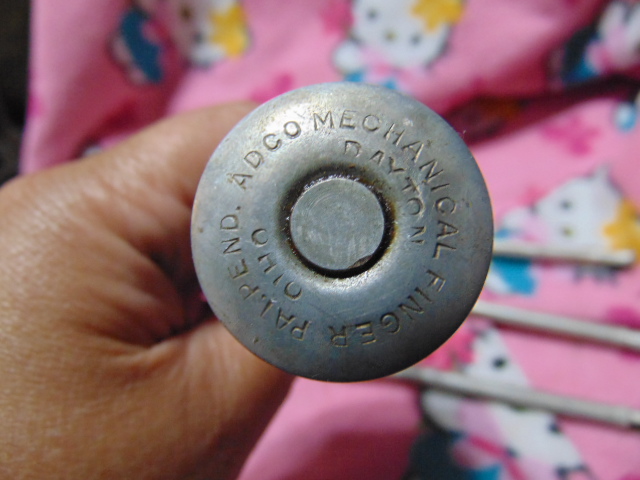 ADCO MECHANICAL FINGER PAT.PEND.
DAYTON
OHIO